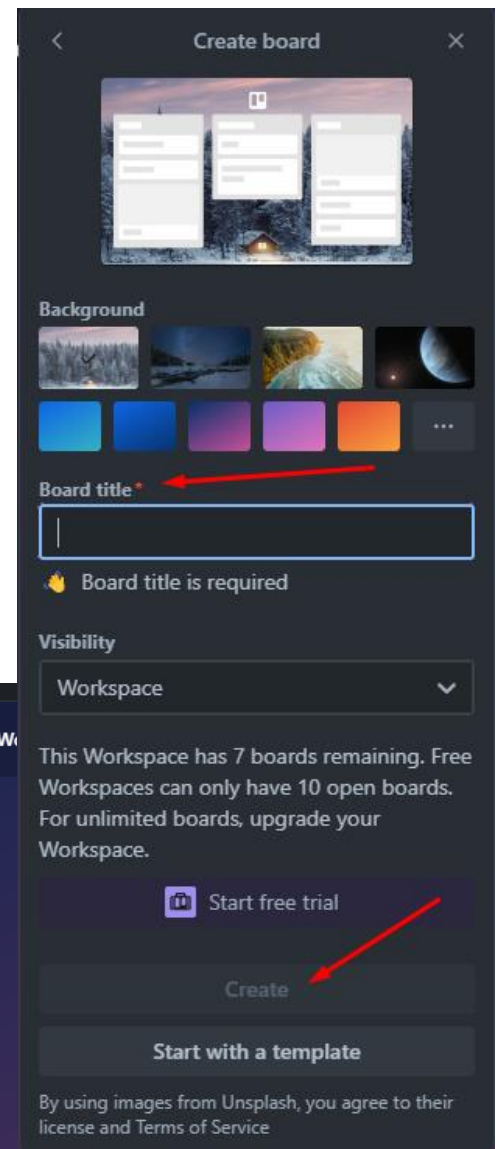 Create board
Background
Board title*
👋 Board title is required
Visibility
Workspace
This Workspace has 7 boards remaining. Free
Workspaces can only have 10 open boards.
For unlimited boards, upgrade your
Workspace.
Start free trial
Create
Start with a template
By using images from Unsplash, you agree to their
license and Terms of Service